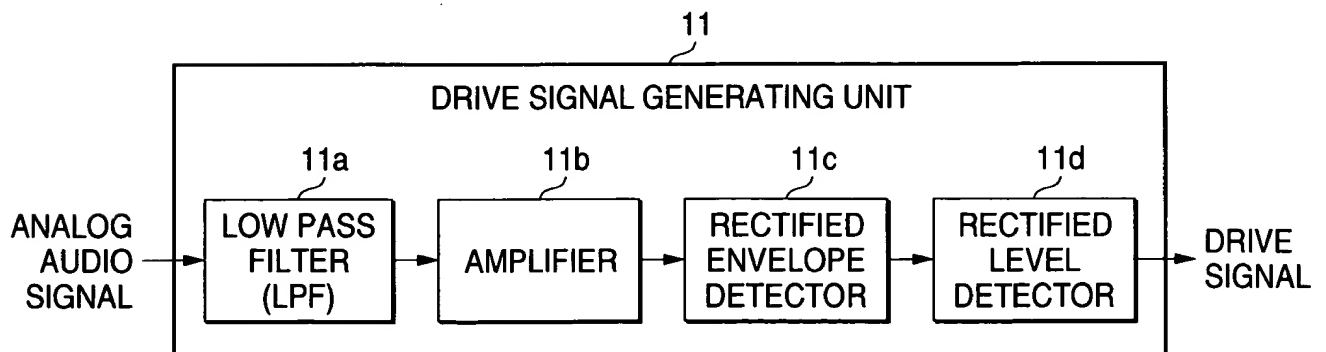 11
DRIVE SIGNAL GENERATING UNIT
11a
11b
11c
11d
ANALOG
AUDIO
SIGNAL
LOW PASS
FILTER
(LPF)
AMPLIFIER
RECTIFIED
ENVELOPE
DETECTOR
RECTIFIED
LEVEL
DETECTOR
DRIVE
SIGNAL